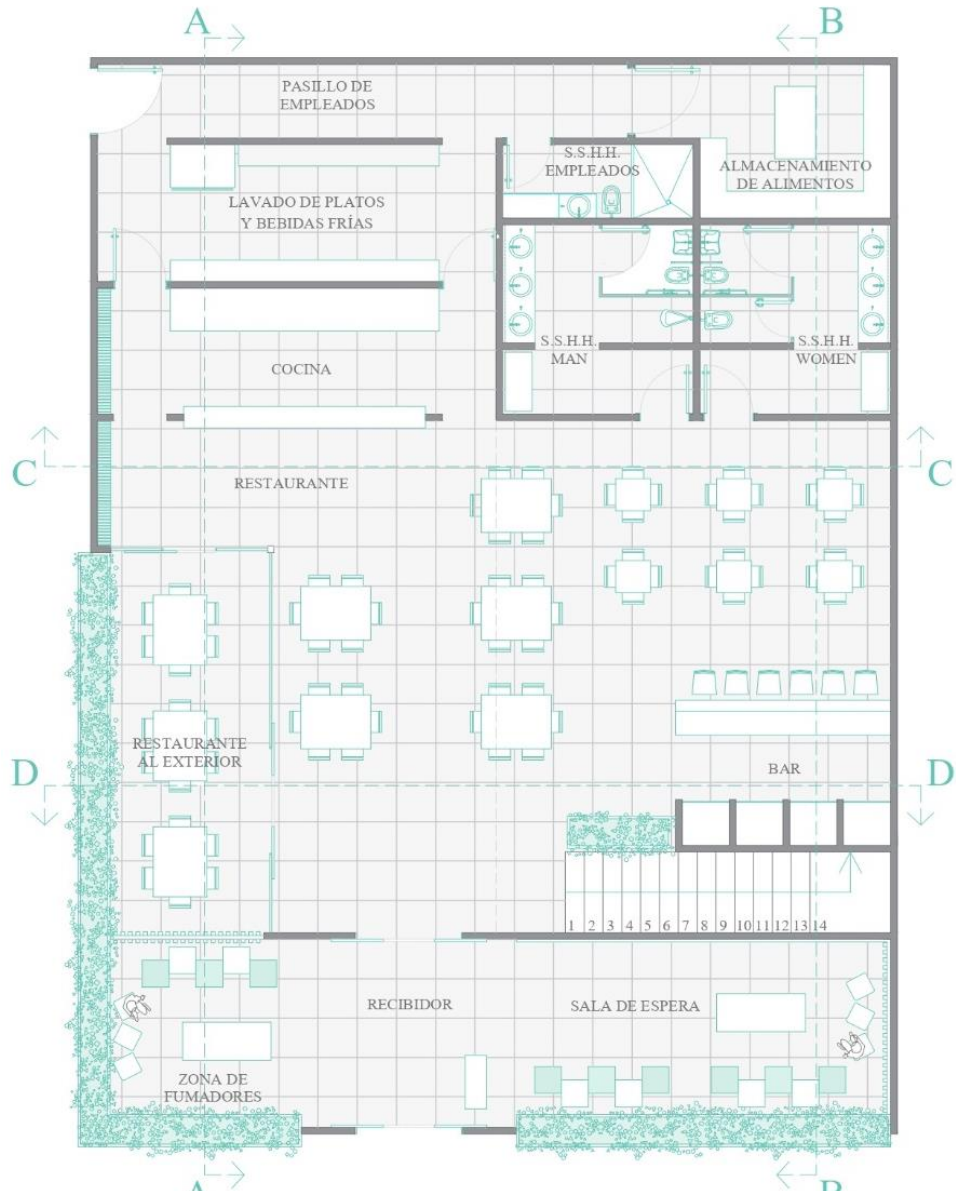 A
B
PASILLO DE
EMPLEADOS
S.S.H.H.
EMPLEADOS
ALMACENAMIENTO
DE ALIMENTOS
LAVADO DE PLATOS
Y BEBIDAS FRÍAS
S.S.H.H.
MAN
S.S.H.H.
WOMEN
COCINA
C
C
RESTAURANTE
RESTAURANTE
AL EXTERIOR
D
D
BAR
1 2 3 4 5 6 7 8 9 10 11 12 13 14
RECIBIDOR
SALA DE ESPERA
ZONA DE
FUMADORES
A
B